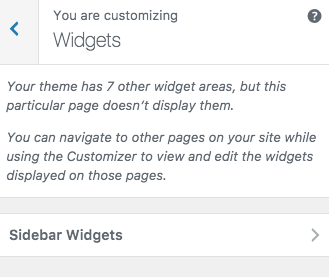 You are customizing
Widgets
Your theme has 7 other widget areas, but this
particular page doesn’t display them.
You can navigate to other pages on your site while
using the Customizer to view and edit the widgets
displayed on those pages.
Sidebar Widgets